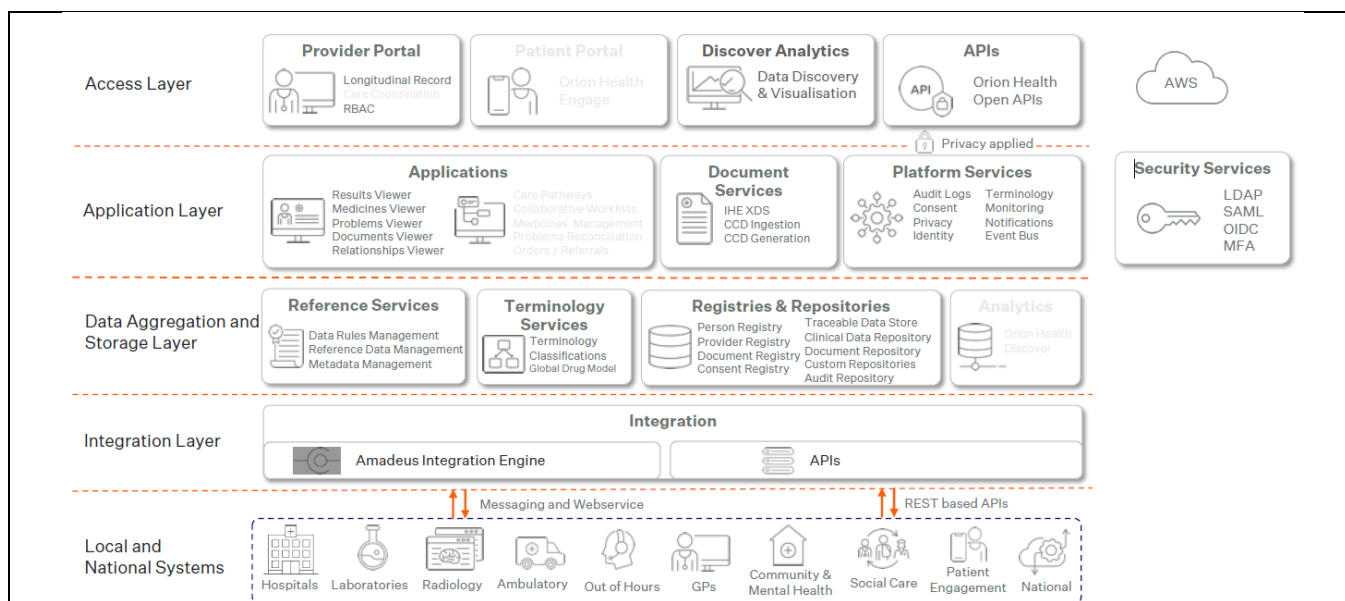 Access Layer
Provider Portal
Longitudinal Record
Care Coordination
RBAC
Patient Portal
Orion Health
Engage
Discover Analytics
Data Discovery
& Visualisation
APIs
API
Orion Health
Open APIs
AWS
Privacy applied
Application Layer
Applications
Results Viewer
Medicines Viewer
Problems Viewer
Documents Viewer
Relationships Viewer
Care Pathways
Collaborative Worklists
Medicines Management
Problems Reconciliation
Orders / Referrals
Document
Services
IHE XDS
CCD Ingestion
CCD Generation
Platform Services
Audit Logs
Consent
Privacy
Identity
Terminology
Monitoring
Notifications
Event Bus
Security Services
LDAP
SAML
OIDC
MFA
Data Aggregation and
Storage Layer
Reference Services
Data Rules Management
Reference Data Management
Metadata Management
Terminology
Services
Terminology
Classifications
Global Drug Model
Registries & Repositories
Person Registry
Provider Registry
Document Registry
Consent Registry
Traceable Data Store
Clinical Data Repository
Document Repository
Custom Repositories
Audit Repository
Analytics
Orion Health
Discover
Integration Layer
Integration
Amadeus Integration Engine
APIs
Messaging and Webservice
REST based APIs
Local and
National Systems
Hospitals
Laboratories
Radiology
Ambulatory
Out of Hours
GPs
Community &
Mental Health
Social Care
Patient
Engagement
National